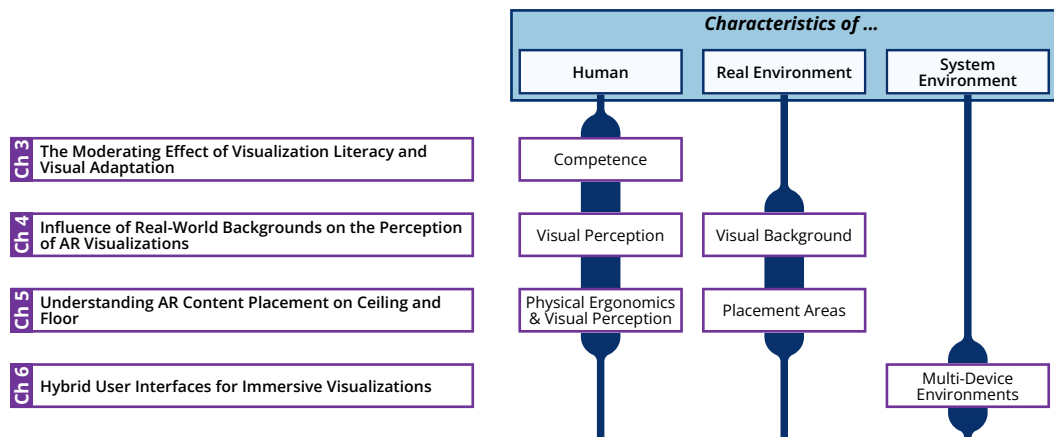 Characteristics of ...
Human
Real Environment
System
Environment
Ch 3
The Moderating Effect of Visualization Literacy and
Visual Adaptation
Competence
Ch 4
Influence of Real-World Backgrounds on the Perception
of AR Visualizations
Visual Perception
Visual Background
Ch 5
Understanding AR Content Placement on Ceiling and
Floor
Physical Ergonomics
& Visual Perception
Placement Areas
Ch 6
Hybrid User Interfaces for Immersive Visualizations
Multi-Device
Environments